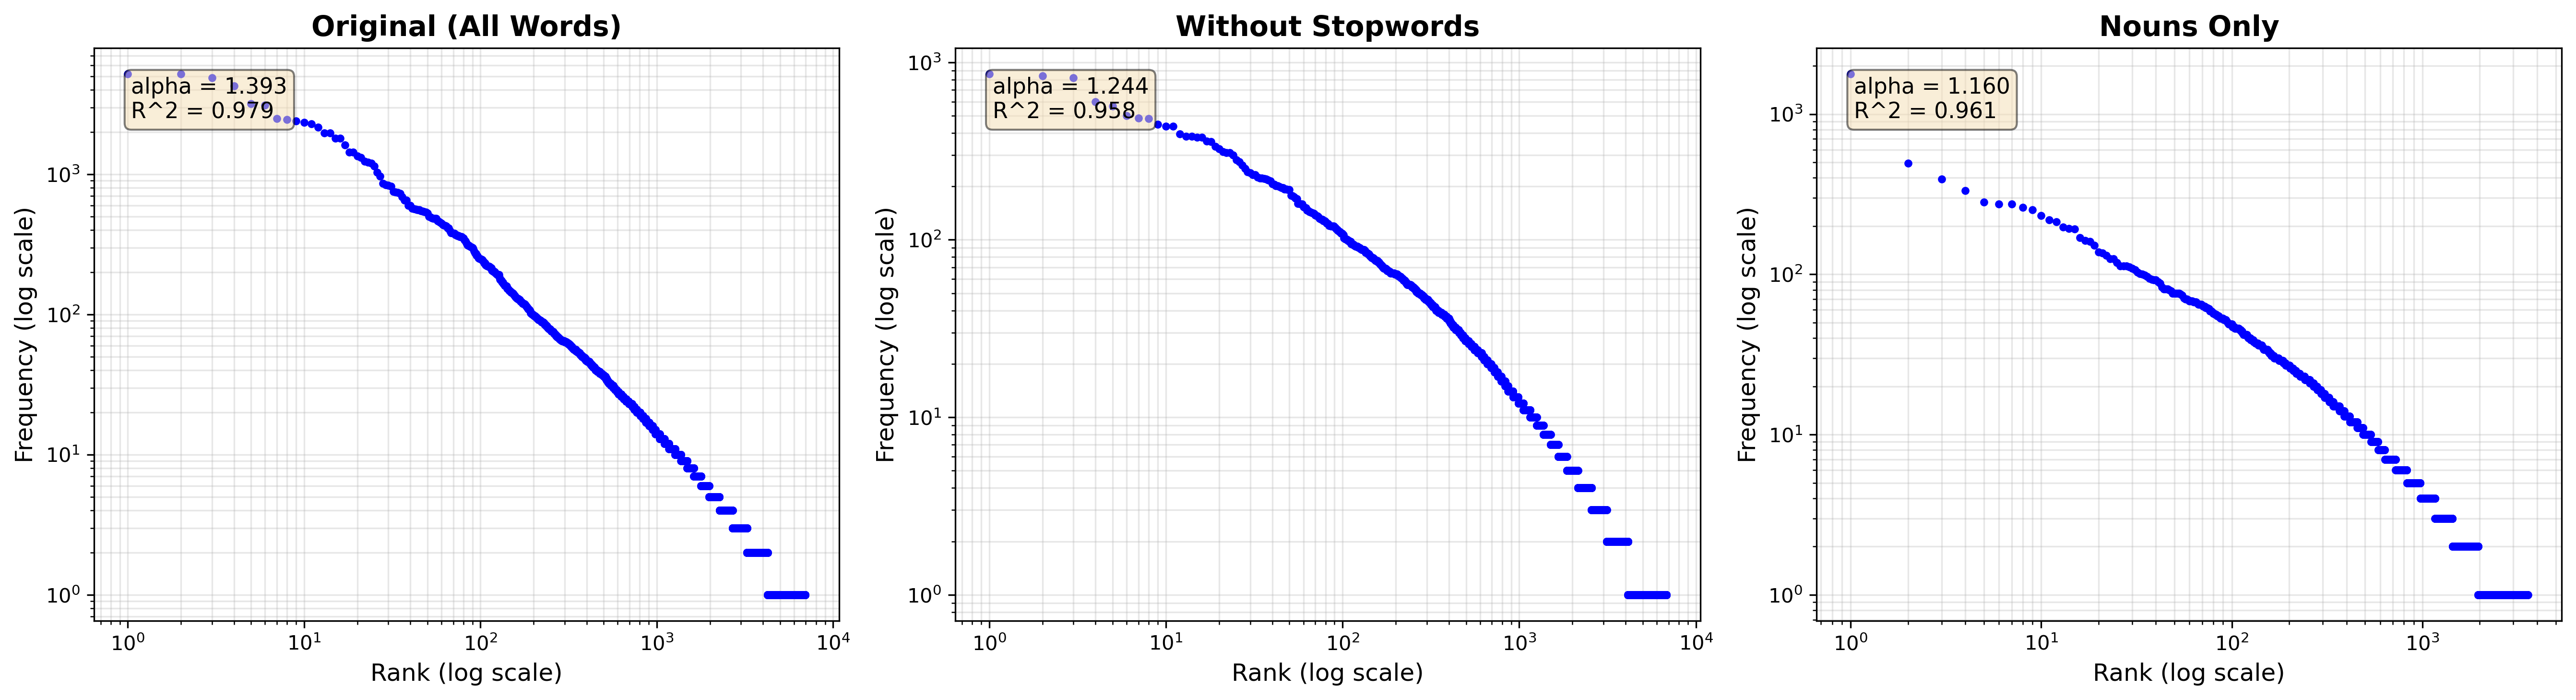 Original (All Words)
alpha = 1.393
R^2 = 0.979
Frequency (log scale)
10^3
10^2
10^1
10^0
10^0 10^1 10^2 10^3 10^4
Rank (log scale)
Without Stopwords
alpha = 1.244
R^2 = 0.958
Frequency (log scale)
10^3
10^2
10^1
10^0
10^0 10^1 10^2 10^3 10^4
Rank (log scale)
Nouns Only
alpha = 1.160
R^2 = 0.961
Frequency (log scale)
10^3
10^2
10^1
10^0
10^0 10^1 10^2 10^3
Rank (log scale)